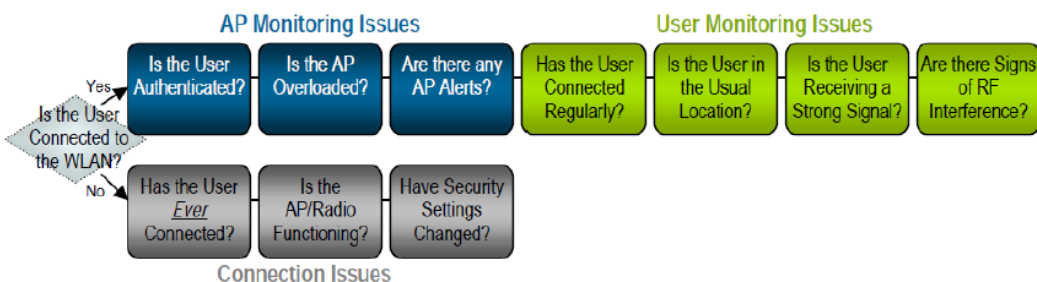 AP Monitoring Issues
User Monitoring Issues
Is the User
Authenticated?
Is the AP
Overloaded?
Are there any
AP Alerts?
Has the User
Connected
Regularly?
Is the User in
the Usual
Location?
Is the User
Receiving a
Strong Signal?
Are there Signs
of RF
Interference?
Yes
Is the User
Connected to
the WLAN?
No
Has the User
Ever
Connected?
Is the
AP/Radio
Functioning?
Have Security
Settings
Changed?
Connection Issues